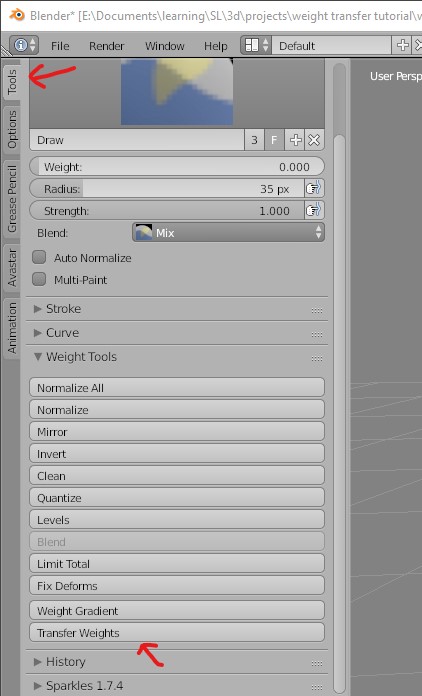 Blender* [E:\Documents\learning\SL\3d\projects\weight transfer tutorial\w
File Render Window Help Default
User Persp
Tools
Options
Grease Pencil
Avastar
Animation
Draw 3 F
Weight: 0.000
Radius: 35 px
Strength: 1.000
Blend: Mix
Auto Normalize
Multi-Paint
Stroke
Curve
Weight Tools
Normalize All
Normalize
Mirror
Invert
Clean
Quantize
Levels
Blend
Limit Total
Fix Deforms
Weight Gradient
Transfer Weights
History
Sparkles 1.7.4